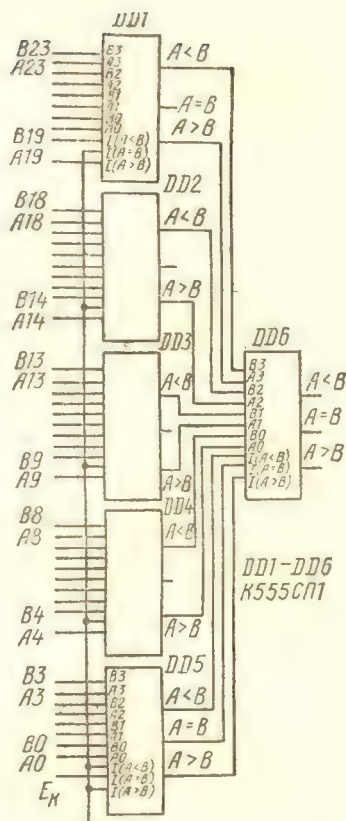 DD1
B23
A23
B3
A3
B2
A2
B1
A1
B0
A0
I(A<B)
I(A=B)
I(A>B)
B19
A19
A<B
A=B
A>B
DD2
B18
A18
B14
A14
A<B
A>B
DD3
B13
A13
B9
A9
A<B
A>B
DD4
B8
A8
B4
A4
A<B
A>B
DD5
B3
A3
B0
A0
Eк
B3
A3
B2
A2
B1
A1
B0
A0
I(A<B)
I(A=B)
I(A>B)
A<B
A=B
A>B
DD6
B3
A3
B2
A2
B1
A1
B0
A0
I(A<B)
I(A=B)
I(A>B)
A<B
A=B
A>B
DD1-DD6
К555СП1